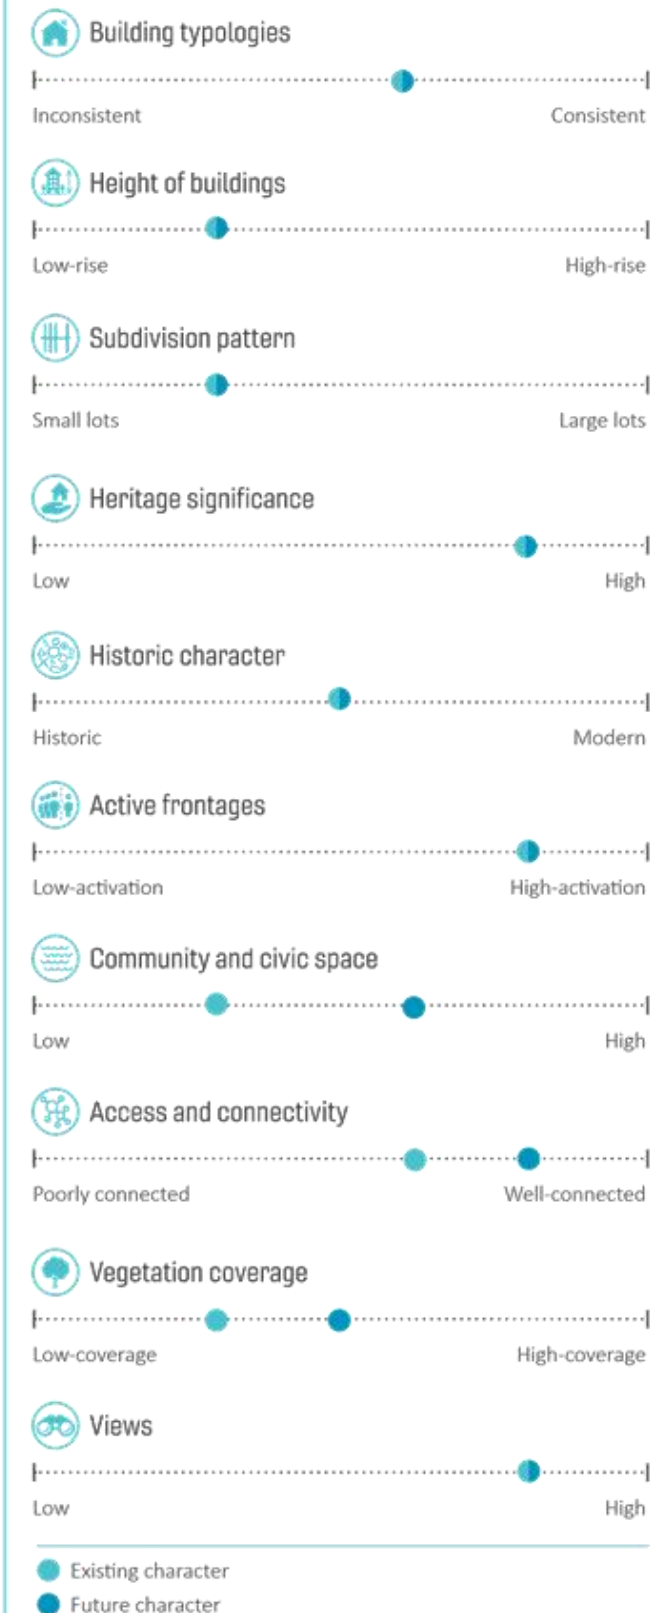 Building typologies
Inconsistent Consistent
Height of buildings
Low-rise High-rise
Subdivision pattern
Small lots Large lots
Heritage significance
Low High
Historic character
Historic Modern
Active frontages
Low-activation High-activation
Community and civic space
Low High
Access and connectivity
Poorly connected Well-connected
Vegetation coverage
Low-coverage High-coverage
Views
Low High
Existing character
Future character